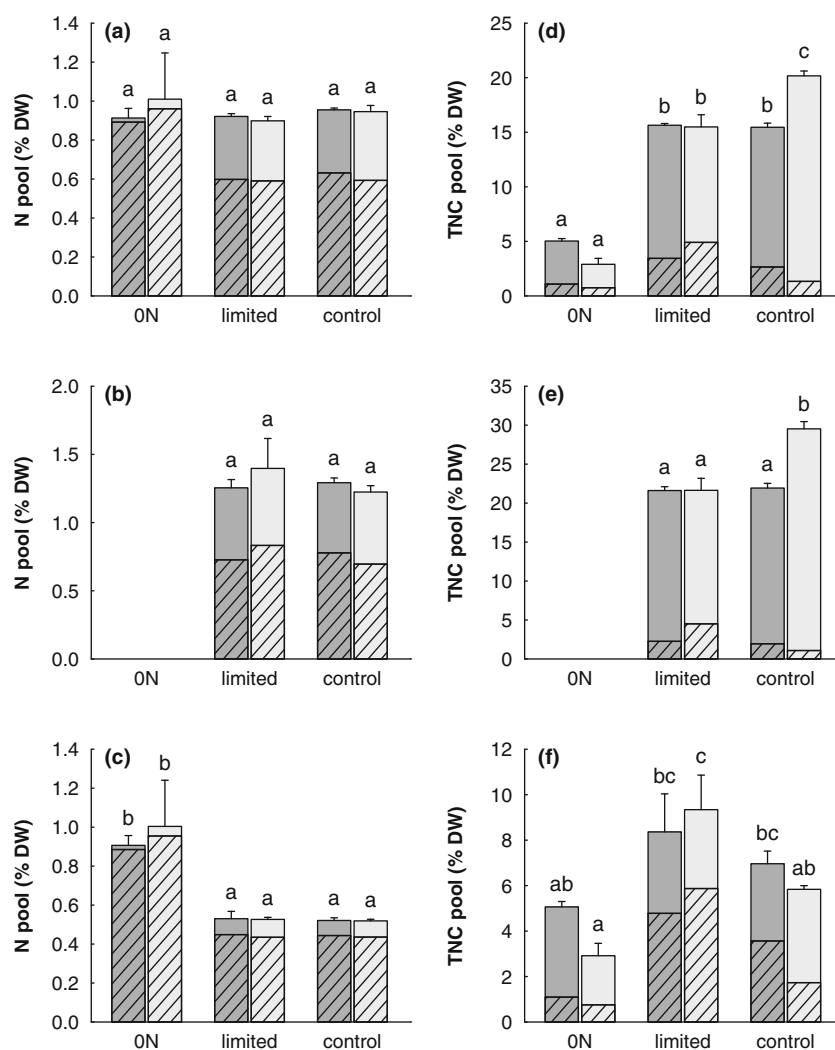 (a)
N pool (% DW)
1.4
1.2
1.0
0.8
0.6
0.4
0.2
0.0
a a a a a a
0N limited control
(d)
TNC pool (% DW)
25
20
15
10
5
0
a a b b b c
0N limited control
(b)
N pool (% DW)
2.0
1.5
1.0
0.5
0.0
a a a a
0N limited control
(e)
TNC pool (% DW)
35
30
25
20
15
10
5
0
a a a b
0N limited control
(c)
N pool (% DW)
1.4
1.2
1.0
0.8
0.6
0.4
0.2
0.0
b b a a a a
0N limited control
(f)
TNC pool (% DW)
12
10
8
6
4
2
0
ab a bc c bc ab
0N limited control